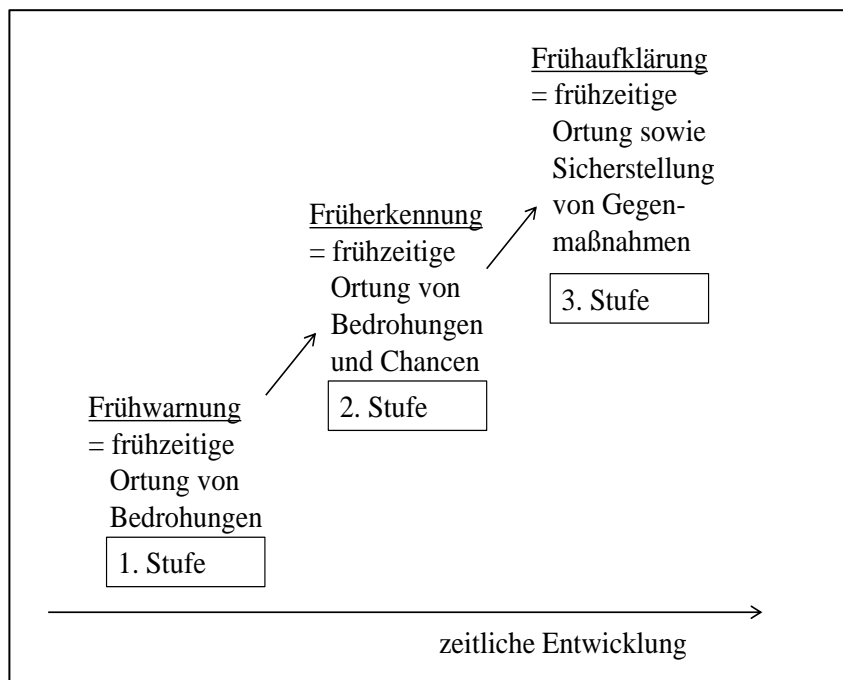 Frühaufklärung
= frühzeitige
Ortung sowie
Sicherstellung
von Gegen-
maßnahmen
3. Stufe
Früherkennung
= frühzeitige
Ortung von
Bedrohungen
und Chancen
2. Stufe
Frühwarnung
= frühzeitige
Ortung von
Bedrohungen
1. Stufe
zeitliche Entwicklung